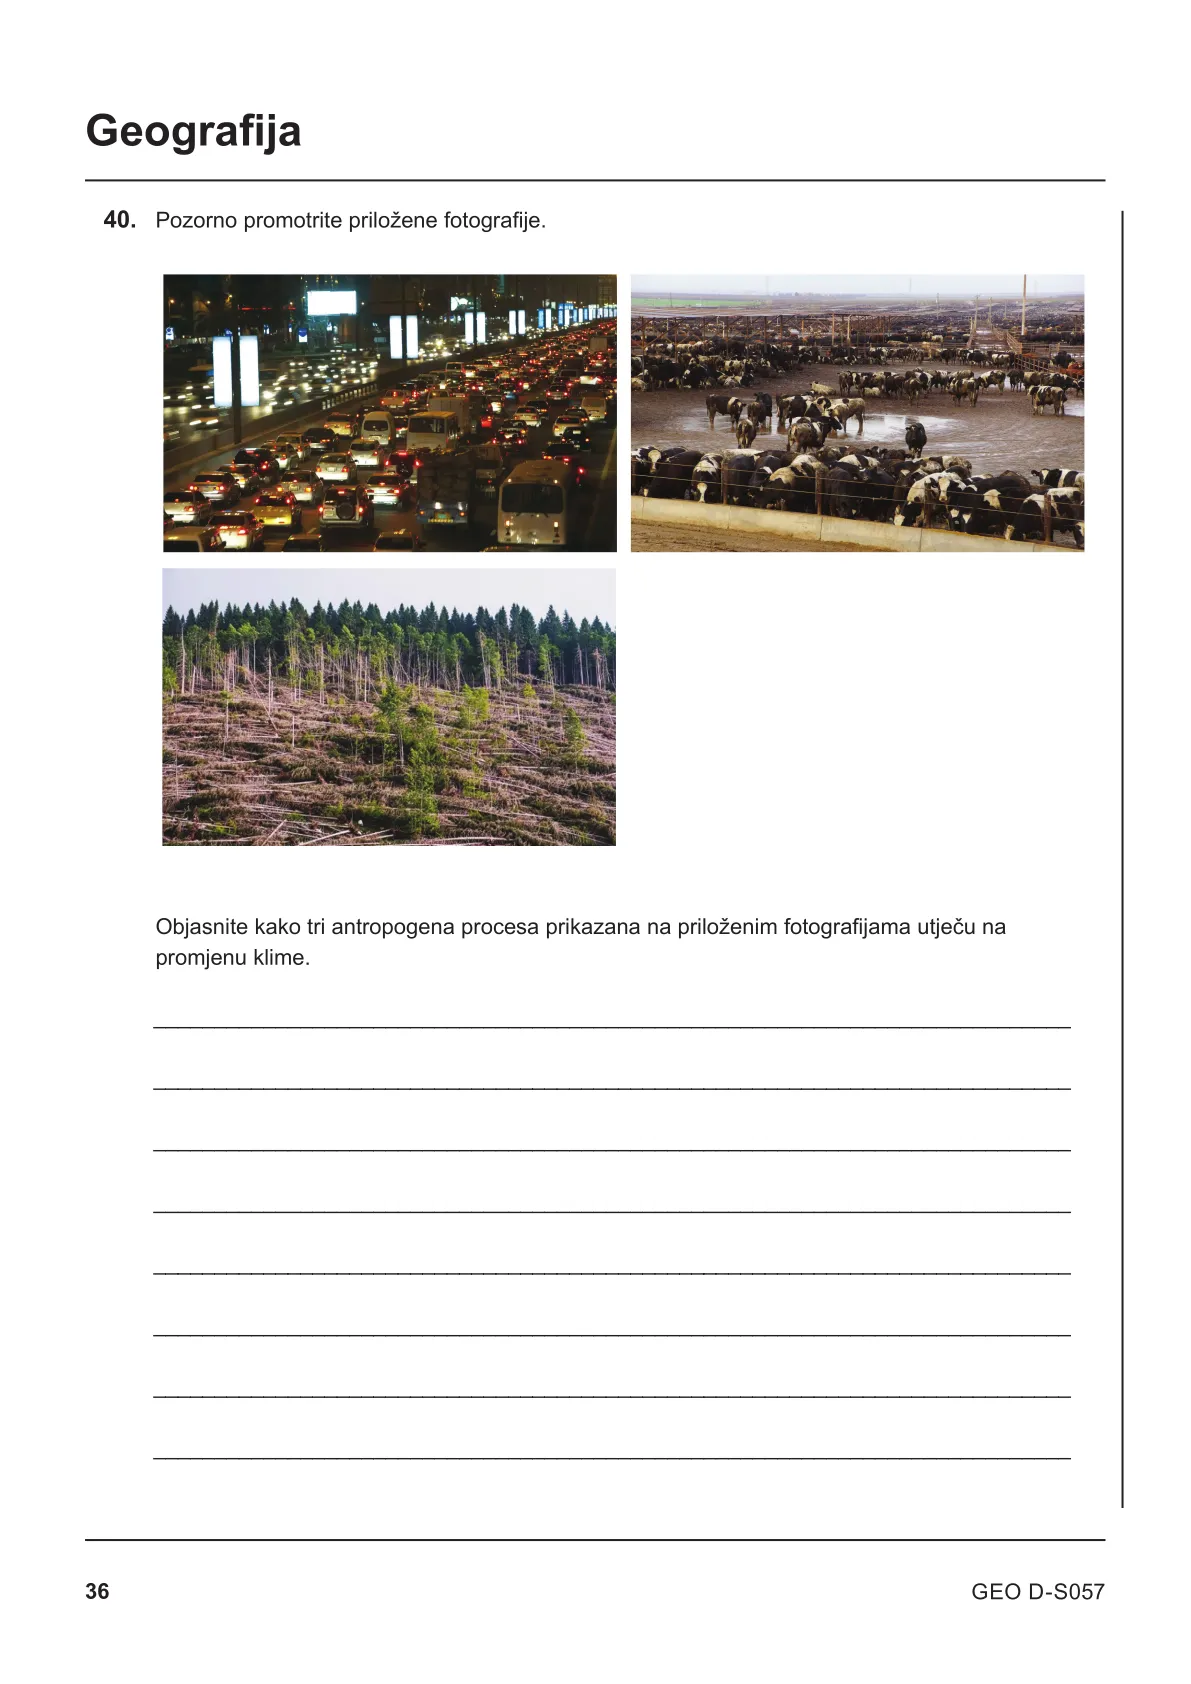 Geografija
40. Pozorno promotrite priložene fotografije.
Objasnite kako tri antropogena procesa prikazana na priloženim fotografijama utječu na
promjenu klime.
36
GEO D-S057